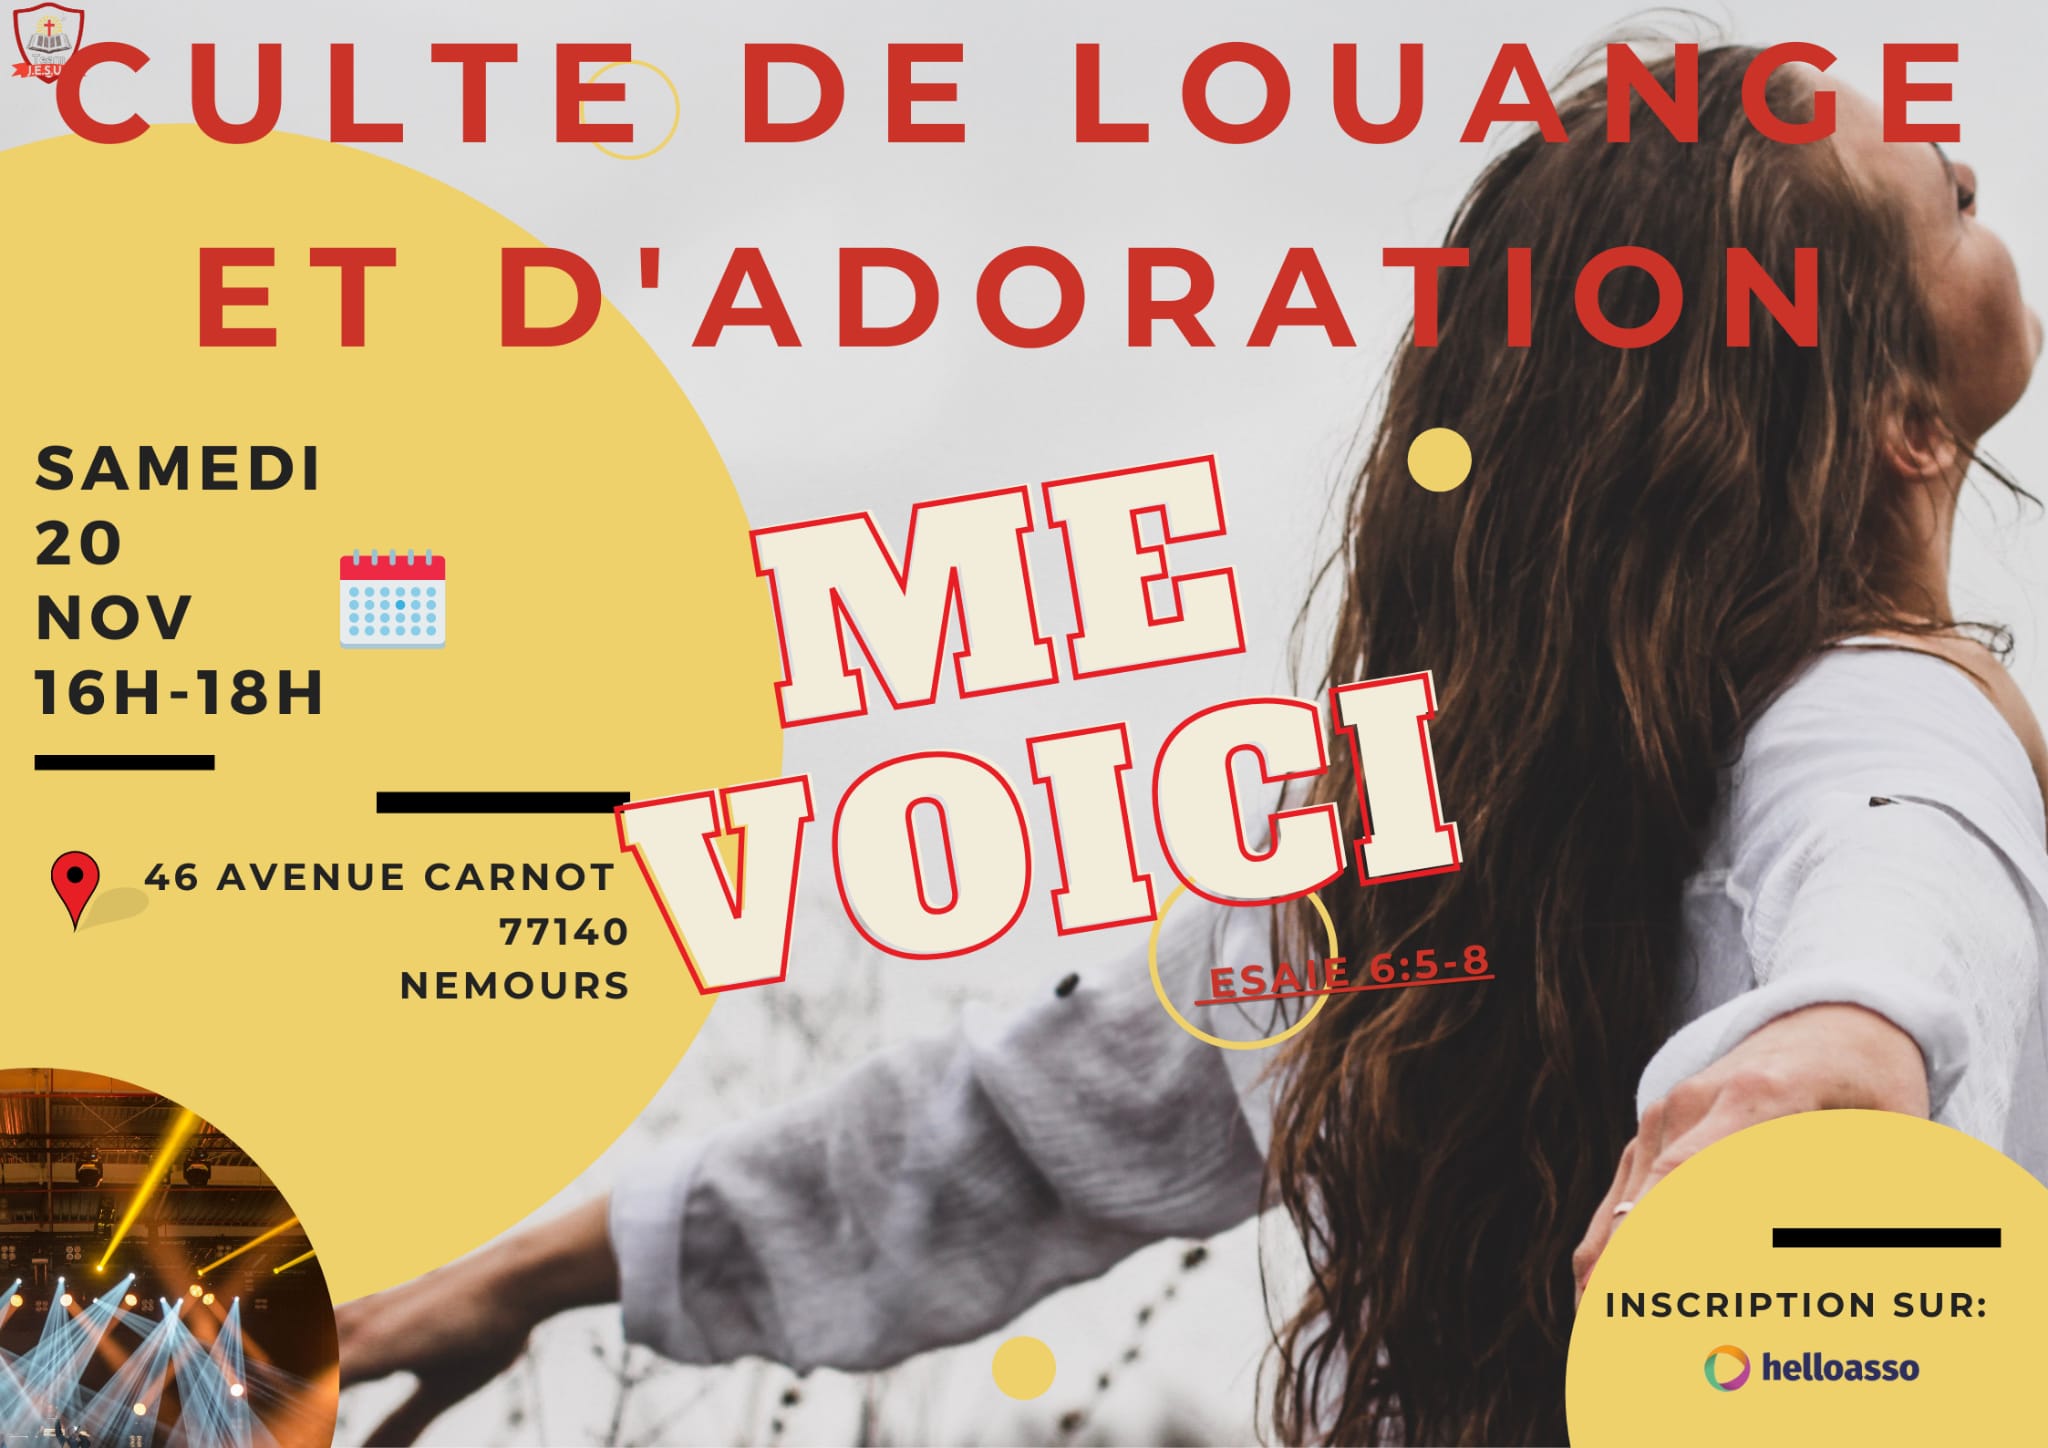 CULTE DE LOUANGE
ET D'ADORATION
SAMEDI
20
NOV
16H-18H
ME
VOICI
ESAIE 6:5-8
46 AVENUE CARNOT
77140
NEMOURS
INSCRIPTION SUR:
helloasso